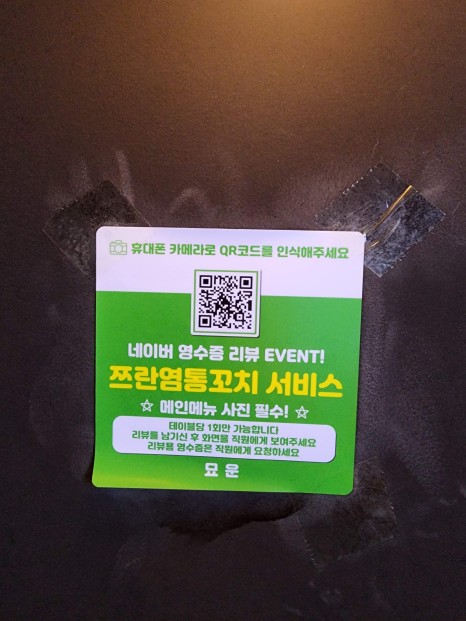 휴대폰 카메라로 QR코드를 인식해주세요
네이버 영수증 리뷰 EVENT!
쯔란염통꼬치 서비스
☆ 메인메뉴 사진 필수! ☆
테이블당 1회만 가능합니다
리뷰를 남기신 후 화면을 직원에게 보여주세요
리뷰용 영수증은 직원에게 요청하세요
묘운